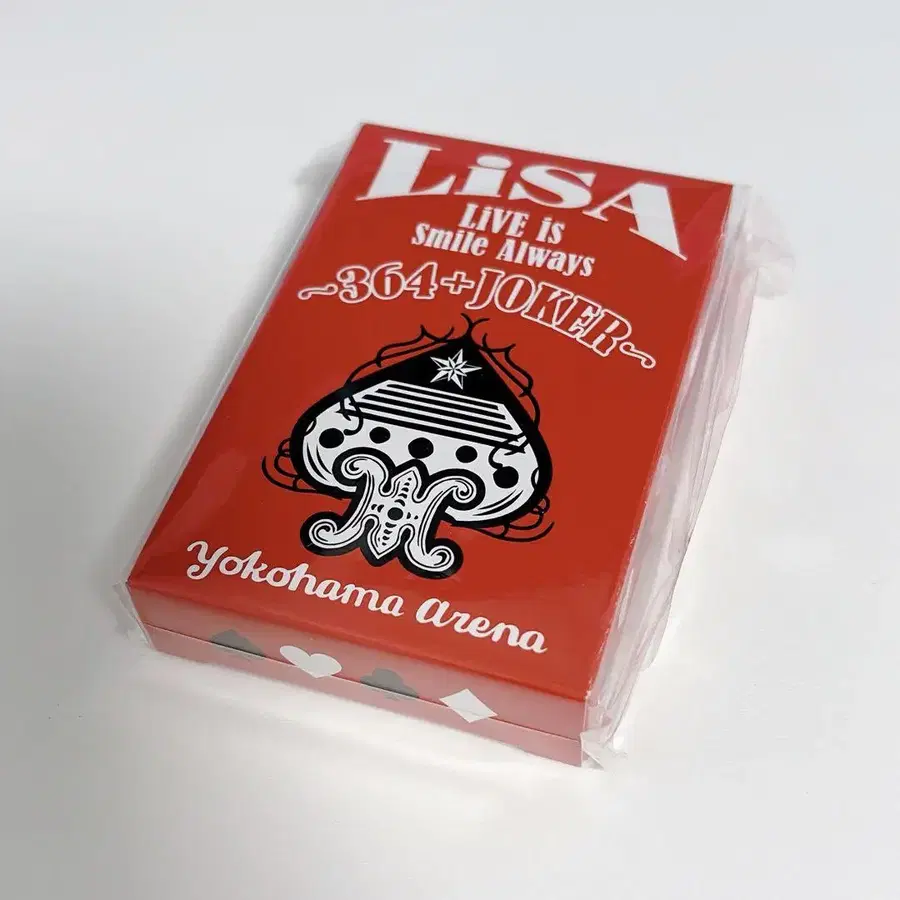 LiSA
LiVE is
Smile Always
~364+JOKER~
Yokohama Arena